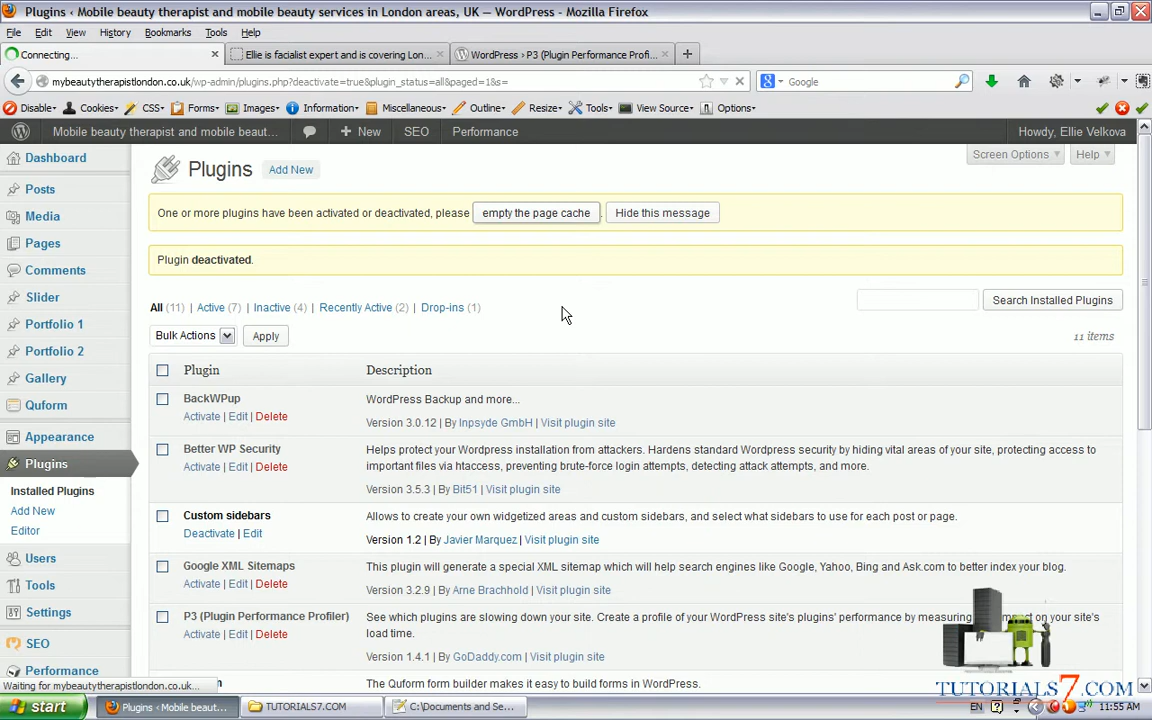 Plugins ‹ Mobile beauty therapist and mobile beauty services in London areas, UK — WordPress - Mozilla Firefox
File Edit View History Bookmarks Tools Help
Connecting...
Ellie is facialist expert and is covering Lon...
WordPress › P3 (Plugin Performance Profi...
mybeautytherapistlondon.co.uk/wp-admin/plugins.php?deactivate=true&plugin_status=all&paged=1&s=
Google
Disable Cookies CSS Forms Images Information Miscellaneous Outline Resize Tools View Source Options
Mobile beauty therapist and mobile beaut... New SEO Performance Howdy, Ellie Velkova
Dashboard
Posts
Media
Pages
Comments
Slider
Portfolio 1
Portfolio 2
Gallery
Quform
Appearance
Plugins
Installed Plugins
Add New
Editor
Users
Tools
Settings
SEO
Performance
Screen Options Help
Plugins Add New
One or more plugins have been activated or deactivated, please empty the page cache. Hide this message
Plugin deactivated.
All (11) | Active (7) | Inactive (4) | Recently Active (2) | Drop-ins (1)
Search Installed Plugins
Bulk Actions Apply
11 items
Plugin Description
BackWPup
Activate | Edit | Delete
WordPress Backup and more...
Version 3.0.12 | By Inpsyde GmbH | Visit plugin site
Better WP Security
Activate | Edit | Delete
Helps protect your Wordpress installation from attackers. Hardens standard Wordpress security by hiding vital areas of your site, protecting access to
important files via htaccess, preventing brute-force login attempts, detecting attack attempts, and more.
Version 3.5.3 | By Bit51 | Visit plugin site
Custom sidebars
Deactivate | Edit
Allows to create your own widgetized areas and custom sidebars, and select what sidebars to use for each post or page.
Version 1.2 | By Javier Marquez | Visit plugin site
Google XML Sitemaps
Activate | Edit | Delete
This plugin will generate a special XML sitemap which will help search engines like Google, Yahoo, Bing and Ask.com to better index your blog.
Version 3.2.9 | By Arne Brachhold | Visit plugin site
P3 (Plugin Performance Profiler)
Activate | Edit | Delete
See which plugins are slowing down your site. Create a profile of your WordPress site's plugins' performance by measuring on your site's
load time.
Version 1.4.1 | By GoDaddy.com | Visit plugin site
The Quform form builder makes it easy to build forms in WordPress.
Waiting for mybeautytherapistlondon.co.uk...
TUTORIALS7.COM
start
Plugins ‹ Mobile beaut...
TUTORIALS7.COM
C:\Documents and Se...
EN
11:55 AM